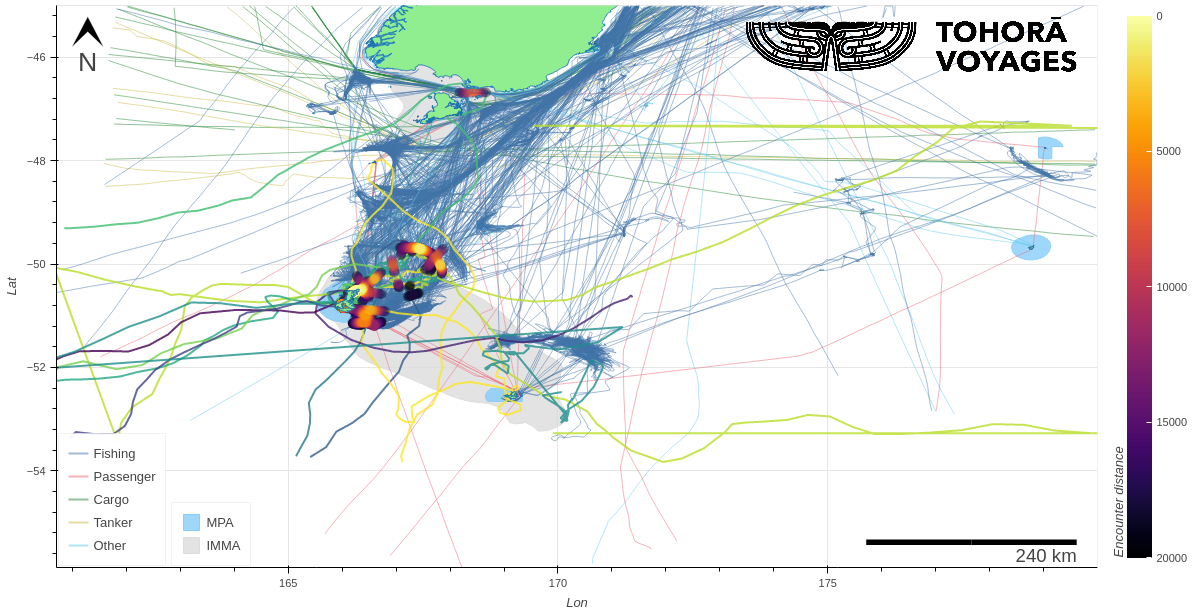 N
TOHORĀ
VOYAGES
−46
−48
−50
−52
−54
Lat
Fishing
Passenger
Cargo
Tanker
Other
MPA
IMMA
240 km
165
170
175
Lon
0
5000
10000
15000
20000
Encounter distance